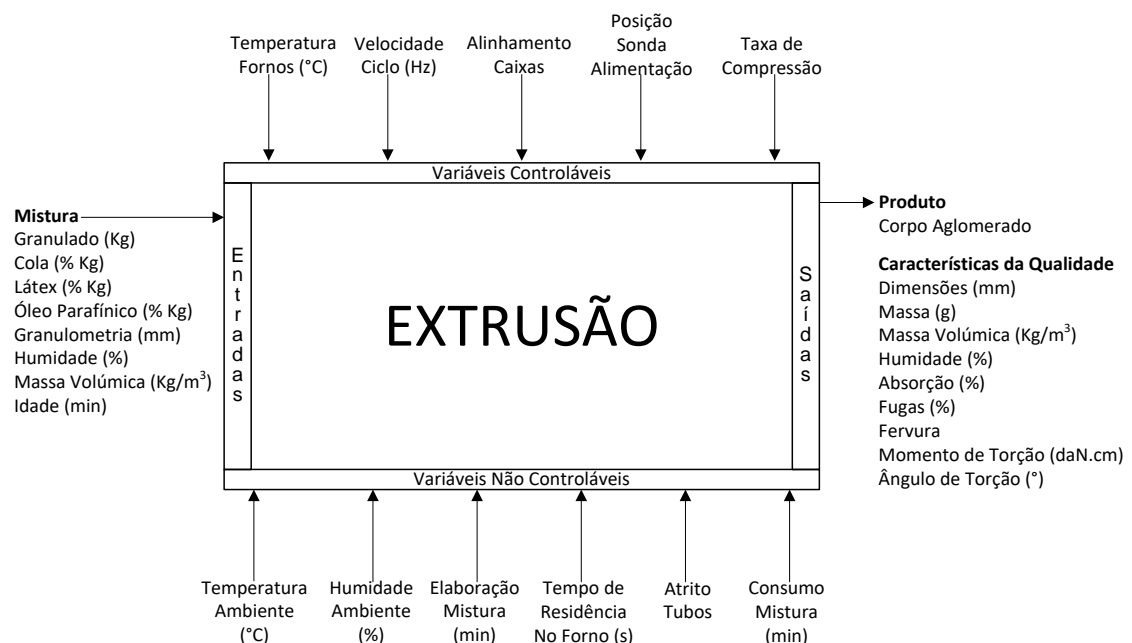 Temperatura
Fornos (°C)
Velocidade
Ciclo (Hz)
Alinhamento
Caixas
Posição
Sonda
Alimentação
Taxa de
Compressão
Variáveis Controláveis
Mistura
Granulado (Kg)
Cola (% Kg)
Látex (% Kg)
Óleo Parafínico (% Kg)
Granulometria (mm)
Humidade (%)
Massa Volúmica (Kg/m³)
Idade (min)
Entradas
EXTRUSÃO
Saídas
Produto
Corpo Aglomerado
Características da Qualidade
Dimensões (mm)
Massa (g)
Massa Volúmica (Kg/m³)
Humidade (%)
Absorção (%)
Fugas (%)
Fervura
Momento de Torção (daN.cm)
Ângulo de Torção (°)
Variáveis Não Controláveis
Temperatura
Ambiente
(°C)
Humidade
Ambiente
(%)
Elaboração
Mistura
(min)
Tempo de
Residência
No Forno (s)
Atrito
Tubos
Consumo
Mistura
(min)